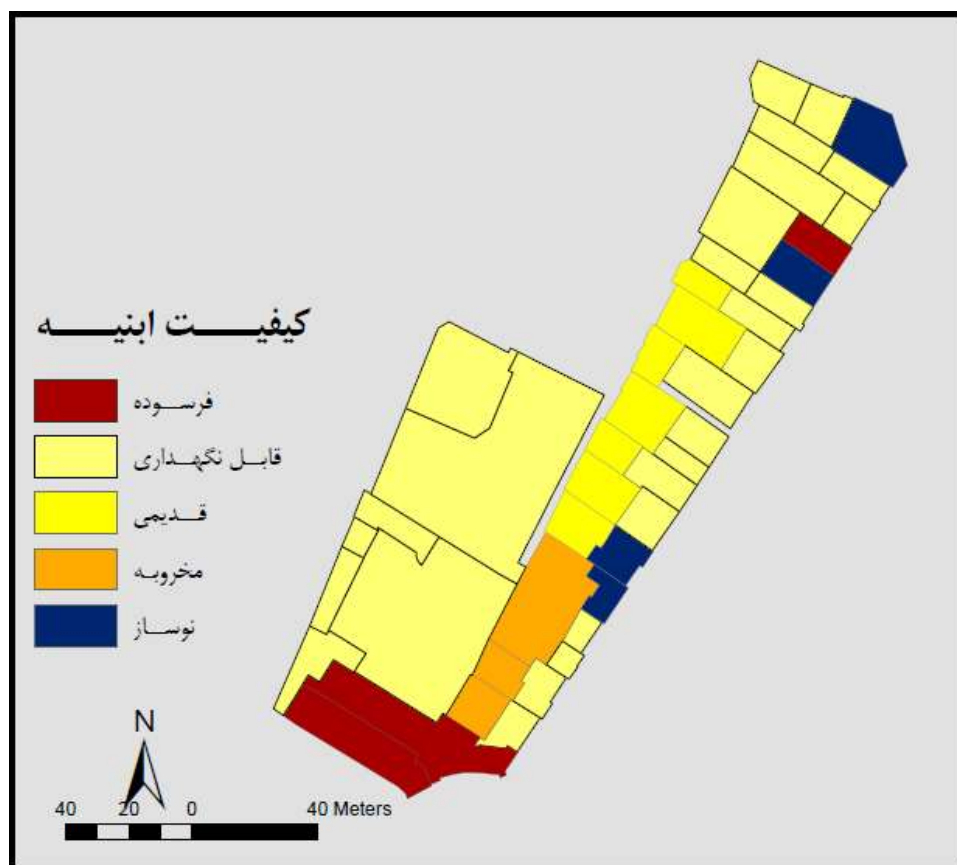 کیفیت ابنیه
فرسوده
قابل نگهداری
قدیمی
مخروبه
نوساز
N
40 20 0 40 Meters